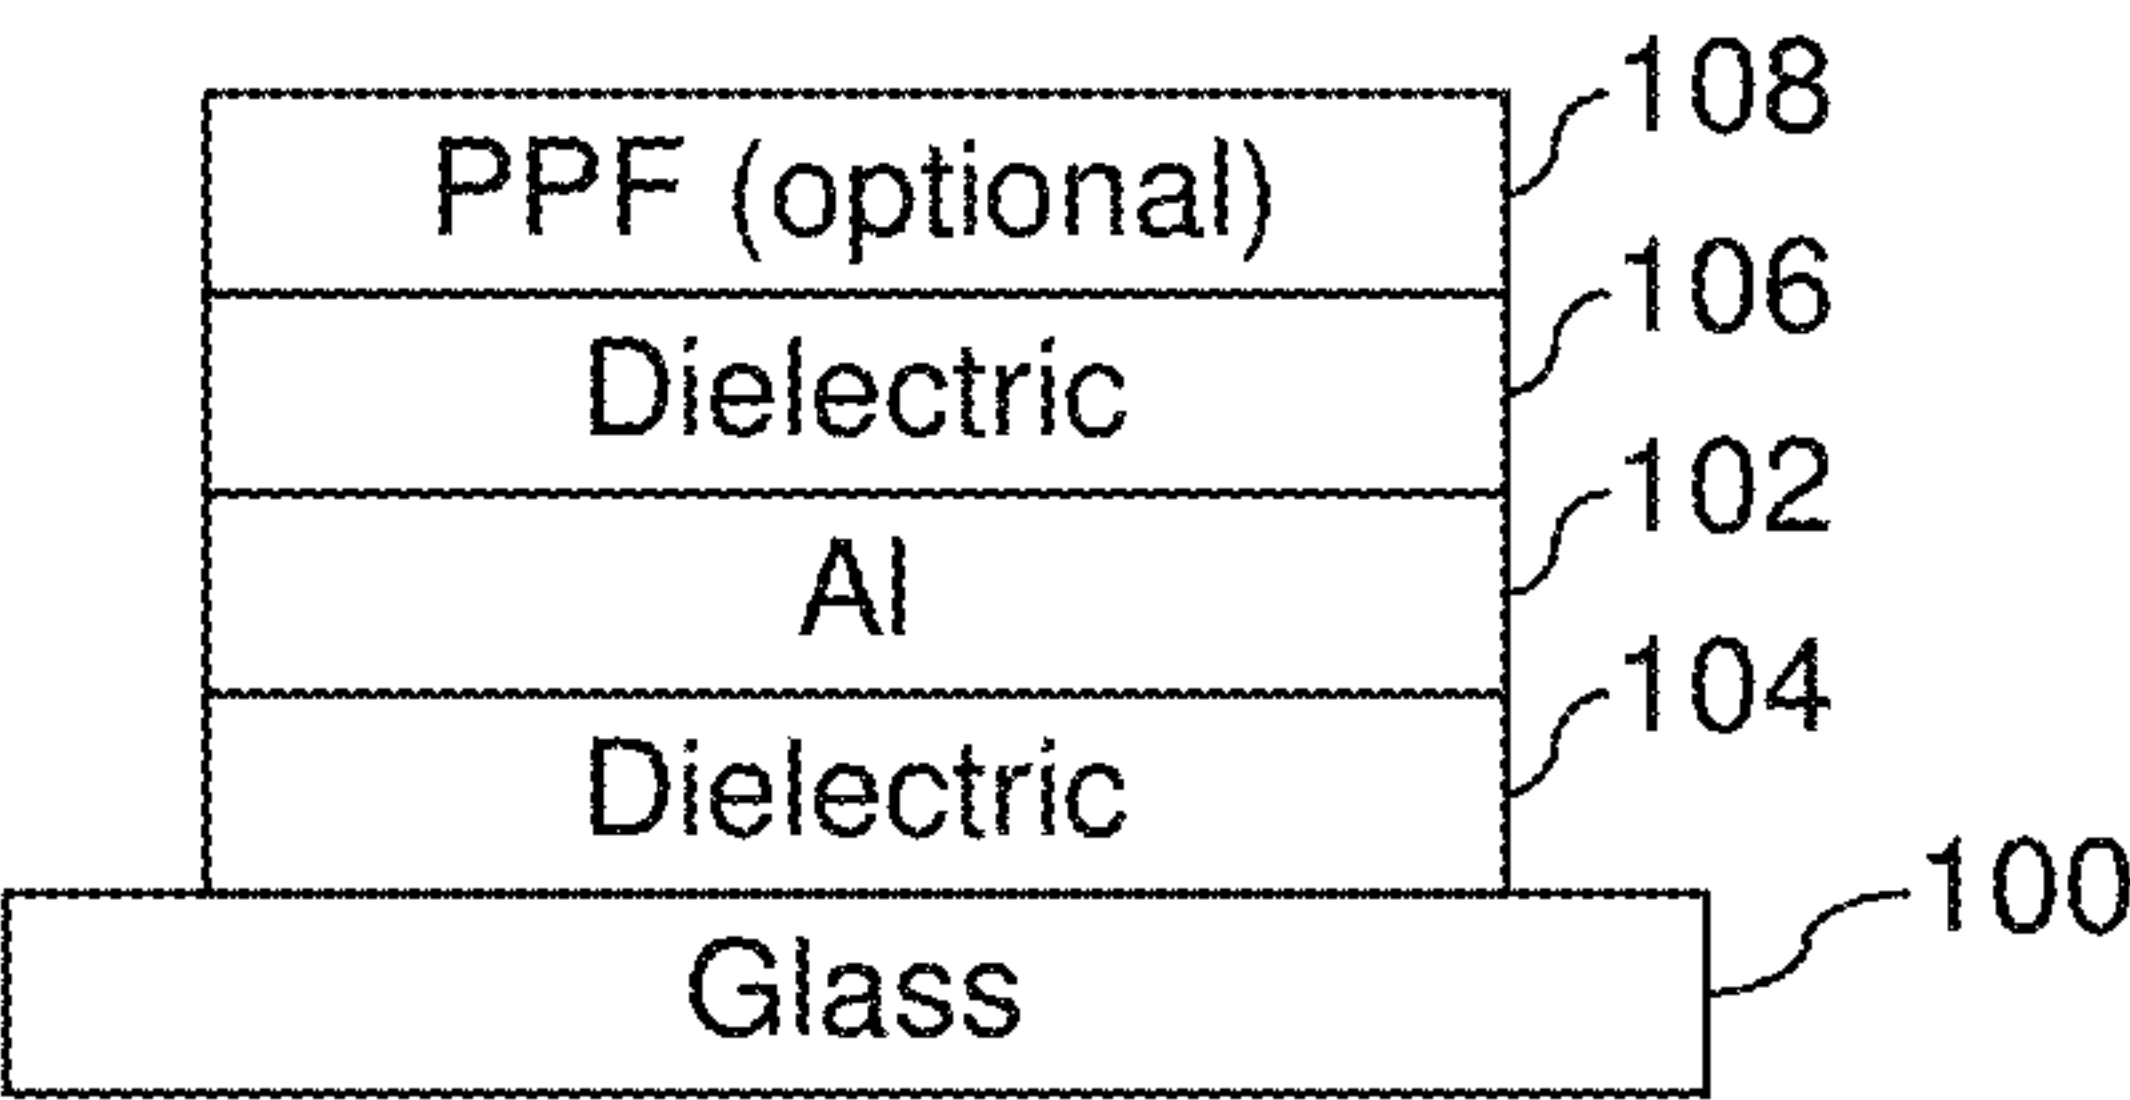 108
PPF (optional)
106
Dielectric
102
Al
104
Dielectric
100
Glass